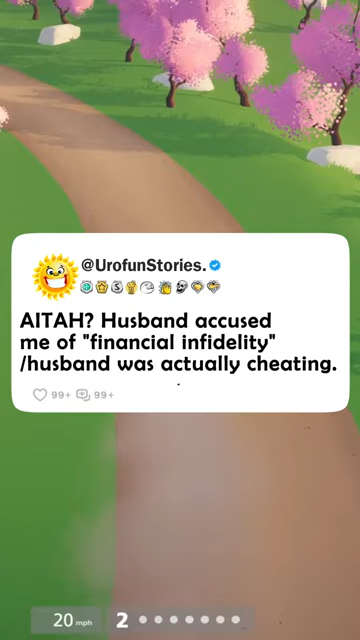 @UrofunStories.
AITAH? Husband accused
me of "financial infidelity"
/husband was actually cheating.
99+ 99+
20 mph 2